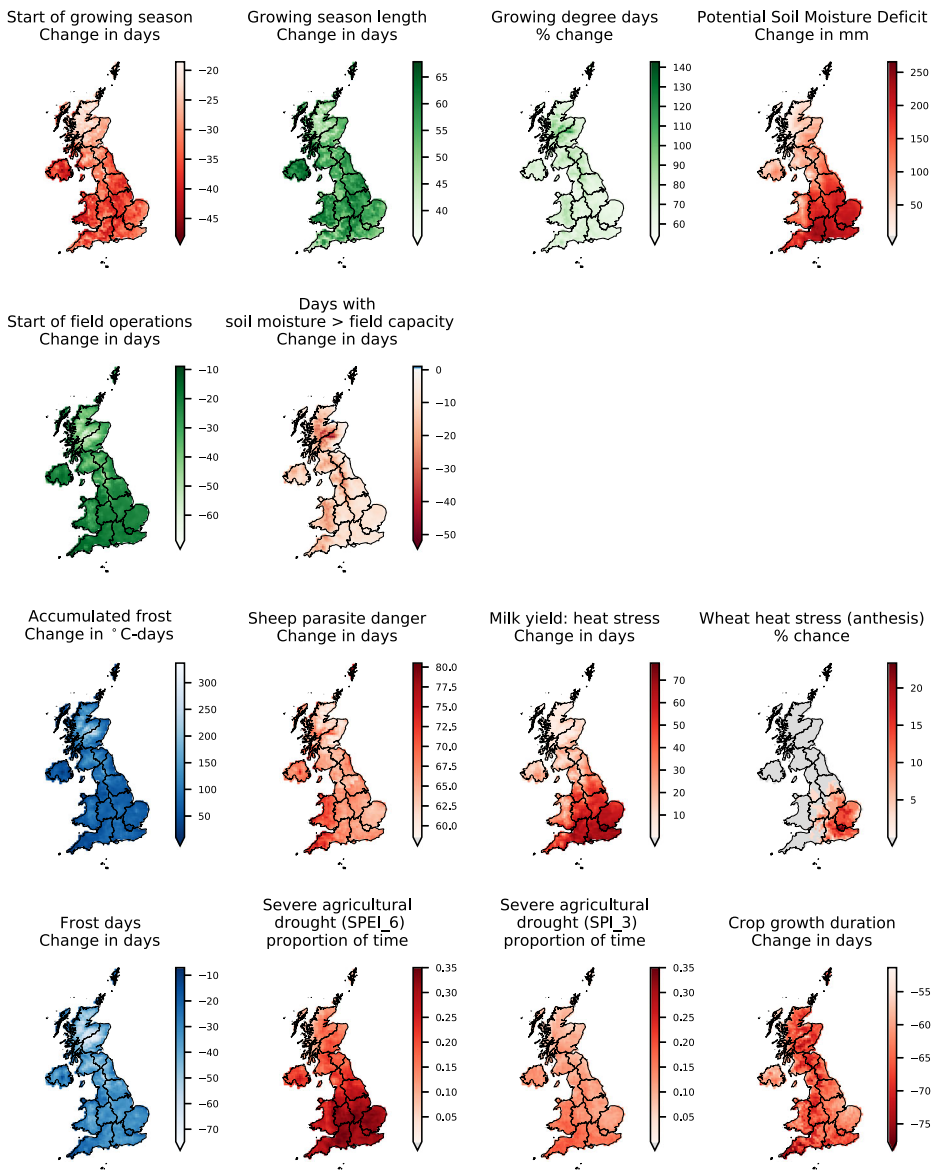 Start of growing season
Change in days
−20
−25
−30
−35
−40
−45
Growing season length
Change in days
65
60
55
50
45
40
Growing degree days
% change
140
130
120
110
100
90
80
70
60
Potential Soil Moisture Deficit
Change in mm
250
200
150
100
50
Start of field operations
Change in days
−10
−20
−30
−40
−50
−60
Days with
soil moisture > field capacity
Change in days
0
−10
−20
−30
−40
−50
Accumulated frost
Change in °C-days
300
250
200
150
100
50
Sheep parasite danger
Change in days
80.0
77.5
75.0
72.5
70.0
67.5
65.0
62.5
60.0
Milk yield: heat stress
Change in days
70
60
50
40
30
20
10
Wheat heat stress (anthesis)
% chance
20
15
10
5
Frost days
Change in days
−10
−20
−30
−40
−50
−60
−70
Severe agricultural
drought (SPEI_6)
proportion of time
0.35
0.30
0.25
0.20
0.15
0.10
0.05
Severe agricultural
drought (SPI_3)
proportion of time
0.35
0.30
0.25
0.20
0.15
0.10
0.05
Crop growth duration
Change in days
−55
−60
−65
−70
−75